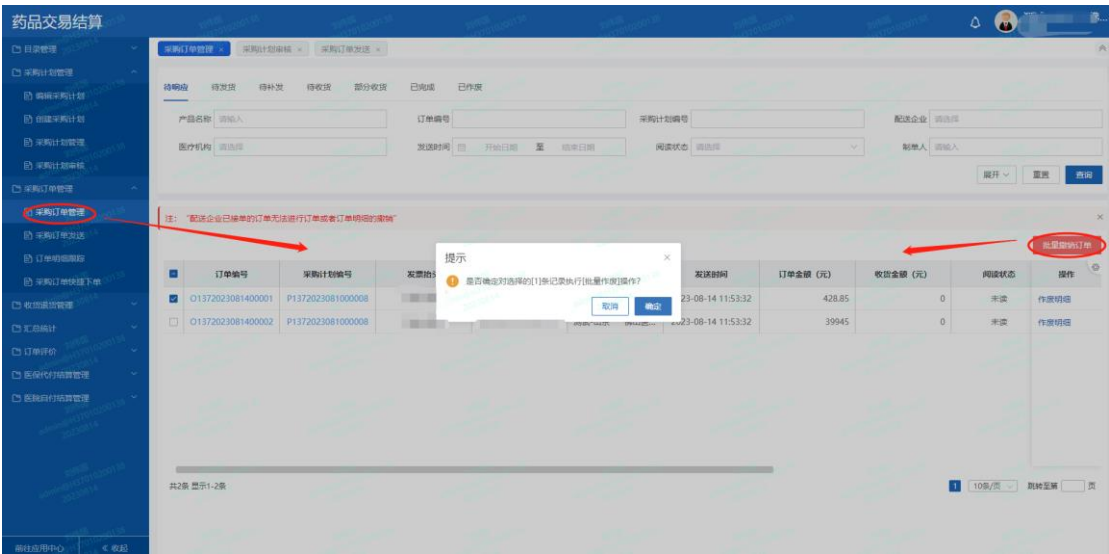 药品交易结算
目录管理
采购计划管理
编辑采购计划
创建采购计划
采购计划管理
采购计划审核
采购订单管理
采购订单管理
采购订单发送
订单明细跟踪
采购订单快捷下单
收货退货管理
汇总统计
订单评价
医保代付结算管理
医院自付结算管理
前往应用中心 《 收起
采购订单管理 × 采购计划审核 × 采购订单发送 ×
待响应 待发货 待补发 待收货 部分收货 已完成 已作废
产品名称 请输入 订单编号 采购计划编号 配送企业 请选择
医疗机构 请选择 发送时间 开始日期 至 结束日期 阅读状态 请选择 制单人 请输入
展开 重置 查询
注：“配送企业已接单的订单无法进行订单或者订单明细的撤销” ×
批量撤销订单
订单编号 采购计划编号 发票抬头 发送时间 订单金额（元） 收货金额（元） 阅读状态 操作
O1372023081400001 P1372023081000008 23-08-14 11:53:32 428.85 0 未读 作废明细
O1372023081400002 P1372023081000008 2023-08-14 11:53:32 39945 0 未读 作废明细
提示 ×
是否确定对选择的[1]条记录执行[批量作废]操作?
取消 确定
共2条 显示1-2条
1 10条/页 跳转至第 页